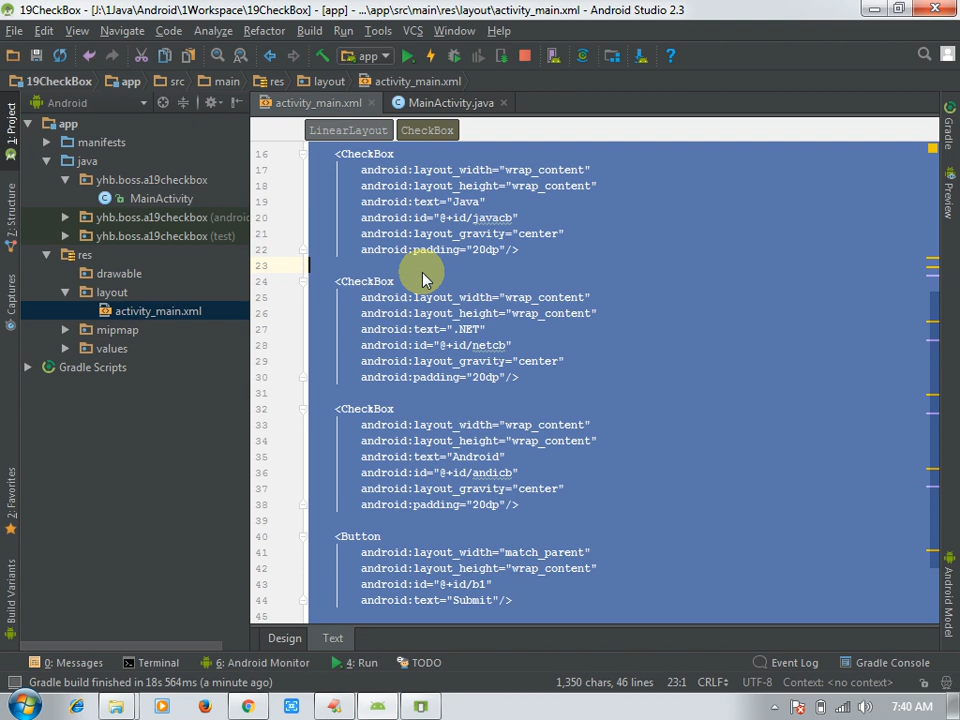 19CheckBox - [J:\1Java\Android\1Workspace\19CheckBox] - [app] - ...\app\src\main\res\layout\activity_main.xml - Android Studio 2.3
File Edit View Navigate Code Analyze Refactor Build Run Tools VCS Window Help
app
19CheckBox app src main res layout activity_main.xml
Android
activity_main.xml MainActivity.java
LinearLayout CheckBox
1: Project
7: Structure
Captures
2: Favorites
Build Variants
app
manifests
java
yhb.boss.a19checkbox
MainActivity
yhb.boss.a19checkbox (androi
yhb.boss.a19checkbox (test)
res
drawable
layout
activity_main.xml
mipmap
values
Gradle Scripts
16 <CheckBox
17 android:layout_width="wrap_content"
18 android:layout_height="wrap_content"
19 android:text="Java"
20 android:id="@+id/javacb"
21 android:layout_gravity="center"
22 android:padding="20dp"/>
23
24 <CheckBox
25 android:layout_width="wrap_content"
26 android:layout_height="wrap_content"
27 android:text=".NET"
28 android:id="@+id/netcb"
29 android:layout_gravity="center"
30 android:padding="20dp"/>
31
32 <CheckBox
33 android:layout_width="wrap_content"
34 android:layout_height="wrap_content"
35 android:text="Android"
36 android:id="@+id/andicb"
37 android:layout_gravity="center"
38 android:padding="20dp"/>
39
40 <Button
41 android:layout_width="match_parent"
42 android:layout_height="wrap_content"
43 android:id="@+id/b1"
44 android:text="Submit"/>
45
Gradle
Preview
Android Model
Design Text
0: Messages Terminal 6: Android Monitor 4: Run TODO Event Log Gradle Console
Gradle build finished in 18s 564ms (a minute ago) 1,350 chars, 46 lines 23:1 CRLF÷ UTF-8 Context: <no context>
7:40 AM